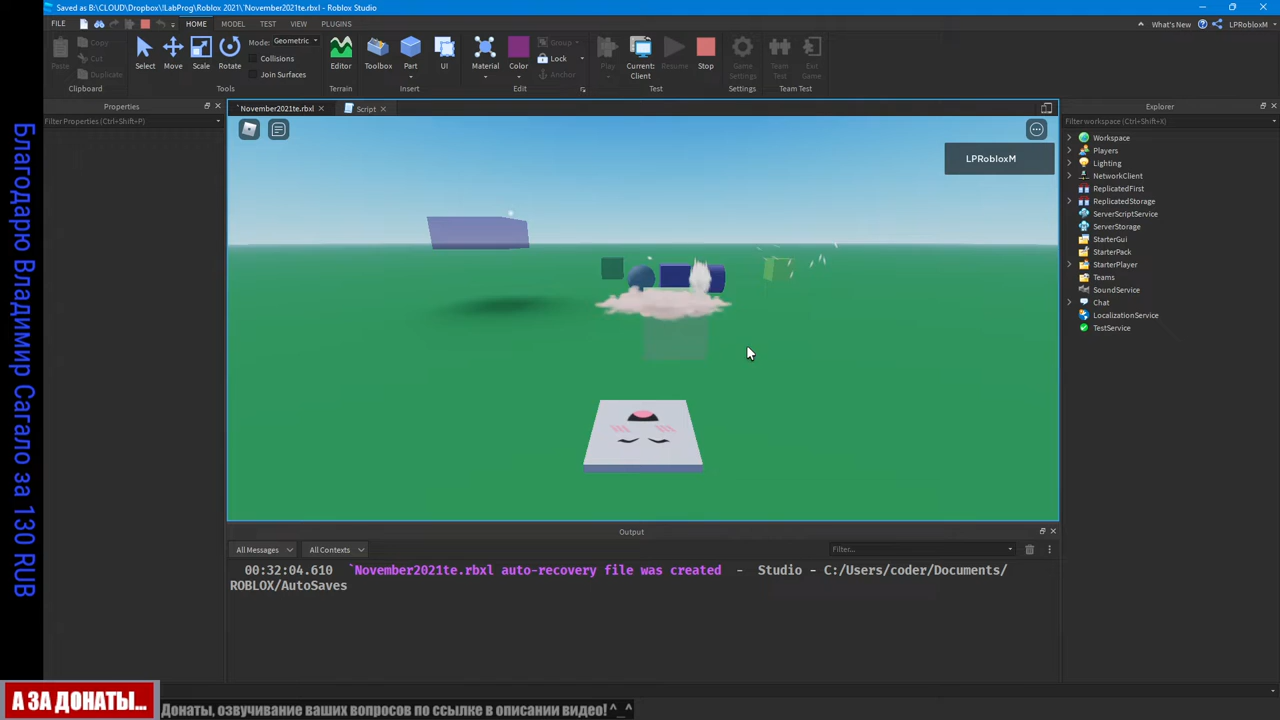 Saved as B:\CLOUD\Dropbox\!LabProg\Roblox 2021\`November2021te.rbxl - Roblox Studio
FILE
HOME
MODEL
TEST
VIEW
PLUGINS
What's New
LPRobloxM
Paste
Copy
Cut
Duplicate
Clipboard
Select
Move
Scale
Rotate
Mode: Geometric
Collisions
Join Surfaces
Tools
Editor
Terrain
Toolbox
Part
UI
Insert
Material
Color
Group
Lock
Anchor
Edit
Play
Current:
Client
Resume
Stop
Test
Game
Settings
Settings
Team
Test
Exit
Game
Team Test
Properties
Filter Properties (Ctrl+Shift+P)
`November2021te.rbxl
Script
LPRobloxM
Explorer
Filter workspace (Ctrl+Shift+X)
Workspace
Players
Lighting
NetworkClient
ReplicatedFirst
ReplicatedStorage
ServerScriptService
ServerStorage
StarterGui
StarterPack
StarterPlayer
Teams
SoundService
Chat
LocalizationService
TestService
Output
All Messages
All Contexts
Filter...
00:32:04.610 `November2021te.rbxl auto-recovery file was created - Studio - C:/Users/coder/Documents/
ROBLOX/AutoSaves
Благодарю Владимир Сагало за 130 RUB
А ЗА ДОНАТЫ...
Донаты, озвучивание ваших вопросов по ссылке в описании видео! ^_^